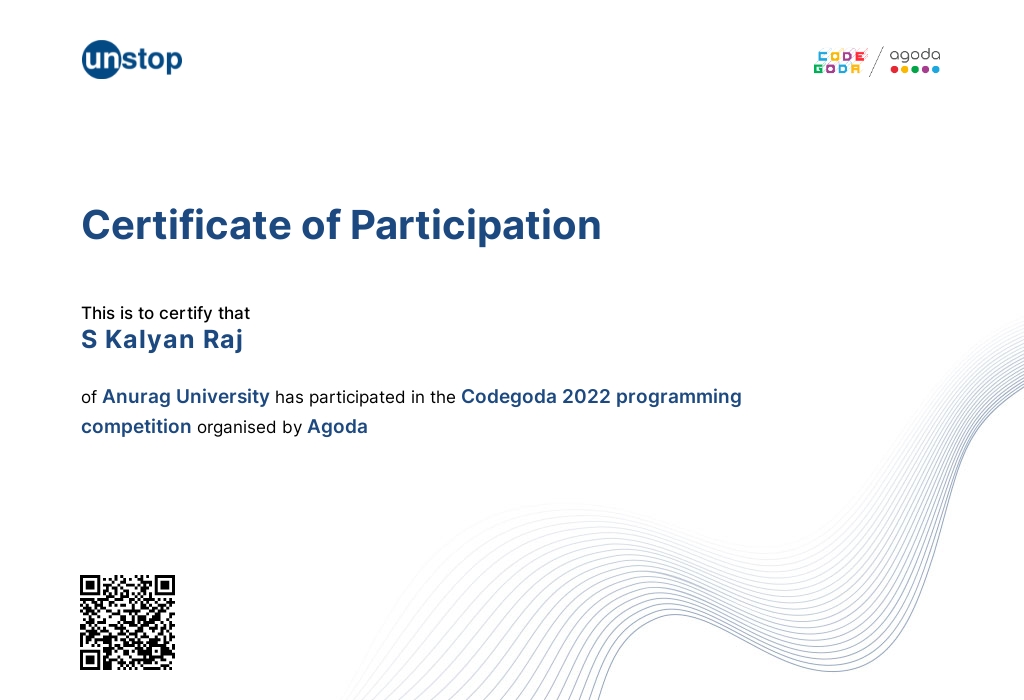 unstop
CODE GODA / agoda
Certificate of Participation
This is to certify that
S Kalyan Raj
of Anurag University has participated in the Codegoda 2022 programming
competition organised by Agoda